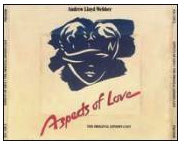 Andrew Lloyd Webber
Aspects of Love
THE ORIGINAL LONDON CAST